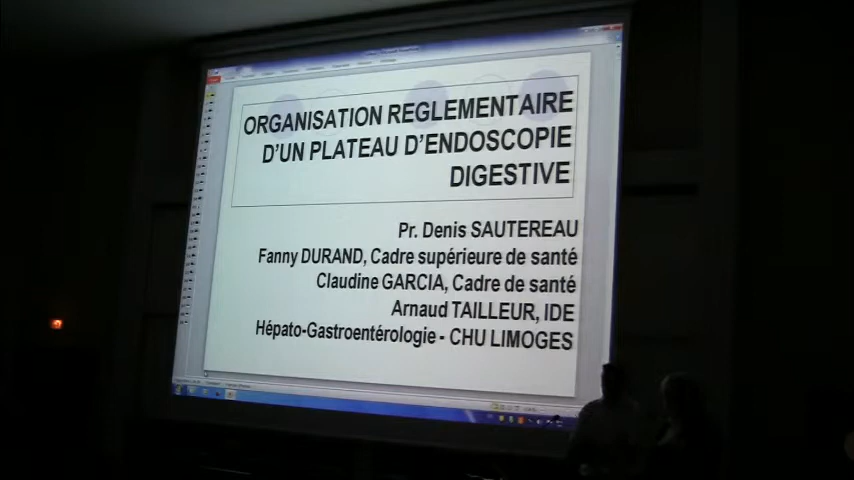 ORGANISATION REGLEMENTAIRE
D'UN PLATEAU D'ENDOSCOPIE
DIGESTIVE
Pr. Denis SAUTEREAU
Fanny DURAND, Cadre supérieure de santé
Claudine GARCIA, Cadre de santé
Arnaud TAILLEUR, IDE
Hépato-Gastroentérologie - CHU LIMOGES